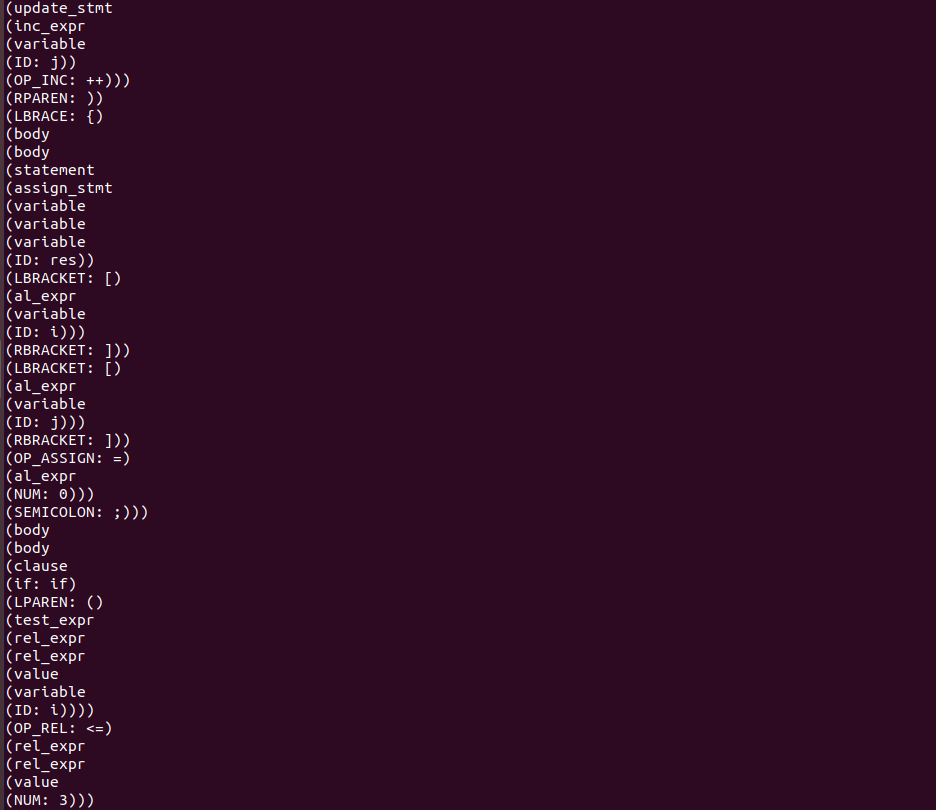 (update_stmt
(inc_expr
(variable
(ID: j))
(OP_INC: ++)))
(RPAREN: ))
(LBRACE: {)
(body
(body
(statement
(assign_stmt
(variable
(variable
(variable
(ID: res))
(LBRACKET: [)
(al_expr
(variable
(ID: i)))
(RBRACKET: ]))
(LBRACKET: [)
(al_expr
(variable
(ID: j)))
(RBRACKET: ]))
(OP_ASSIGN: =)
(al_expr
(NUM: 0)))
(SEMICOLON: ;)))
(body
(body
(clause
(if: if)
(LPAREN: ()
(test_expr
(rel_expr
(rel_expr
(value
(variable
(ID: i))))
(OP_REL: <=)
(rel_expr
(rel_expr
(value
(NUM: 3)))